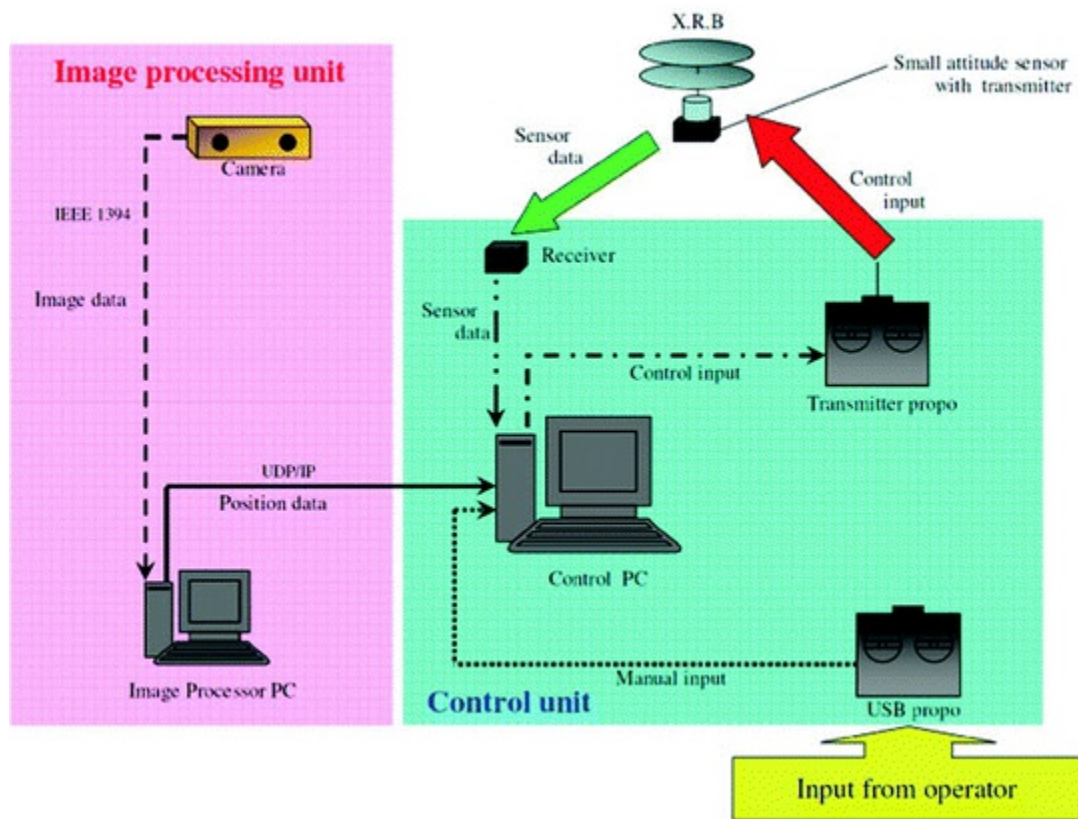 X.R.B
Image processing unit
Small attitude sensor
with transmitter
Sensor
data
Camera
Control
input
IEEE 1394
Receiver
Image data
Sensor
data
Control input
Transmitter propo
UDP/IP
Position data
Control PC
Manual input
Image Processor PC
Control unit
USB propo
Input from operator